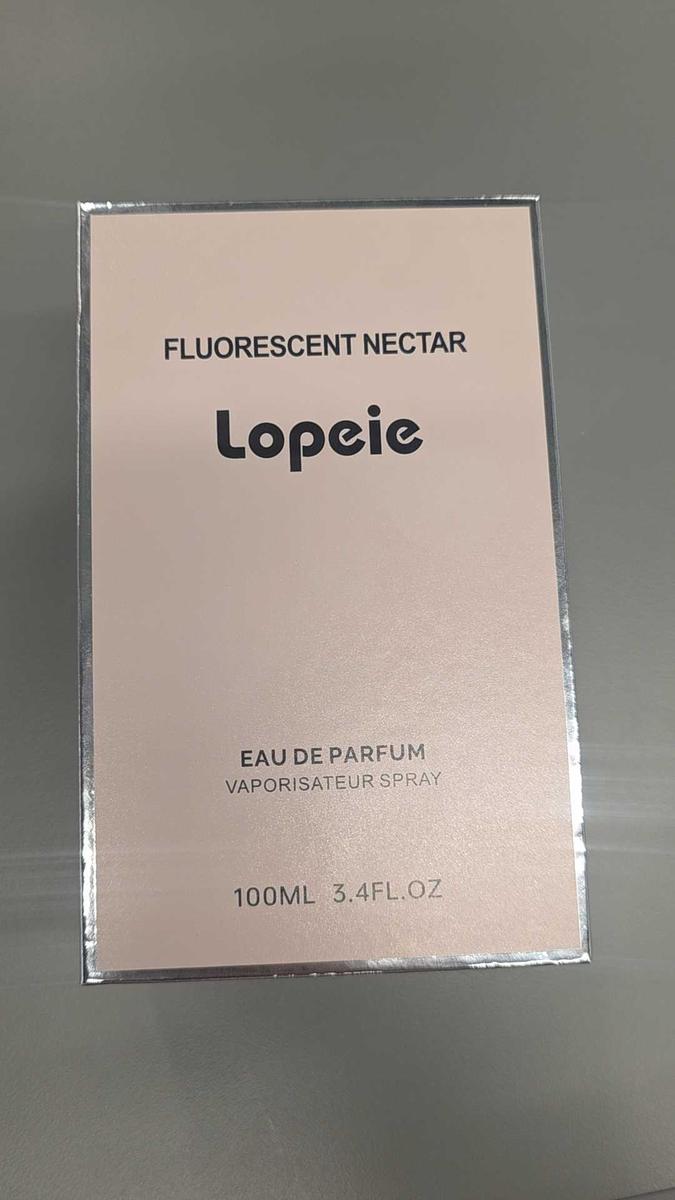 FLUORESCENT NECTAR
Lopeie
EAU DE PARFUM
VAPORISATEUR SPRAY
100ML 3.4FL.OZ